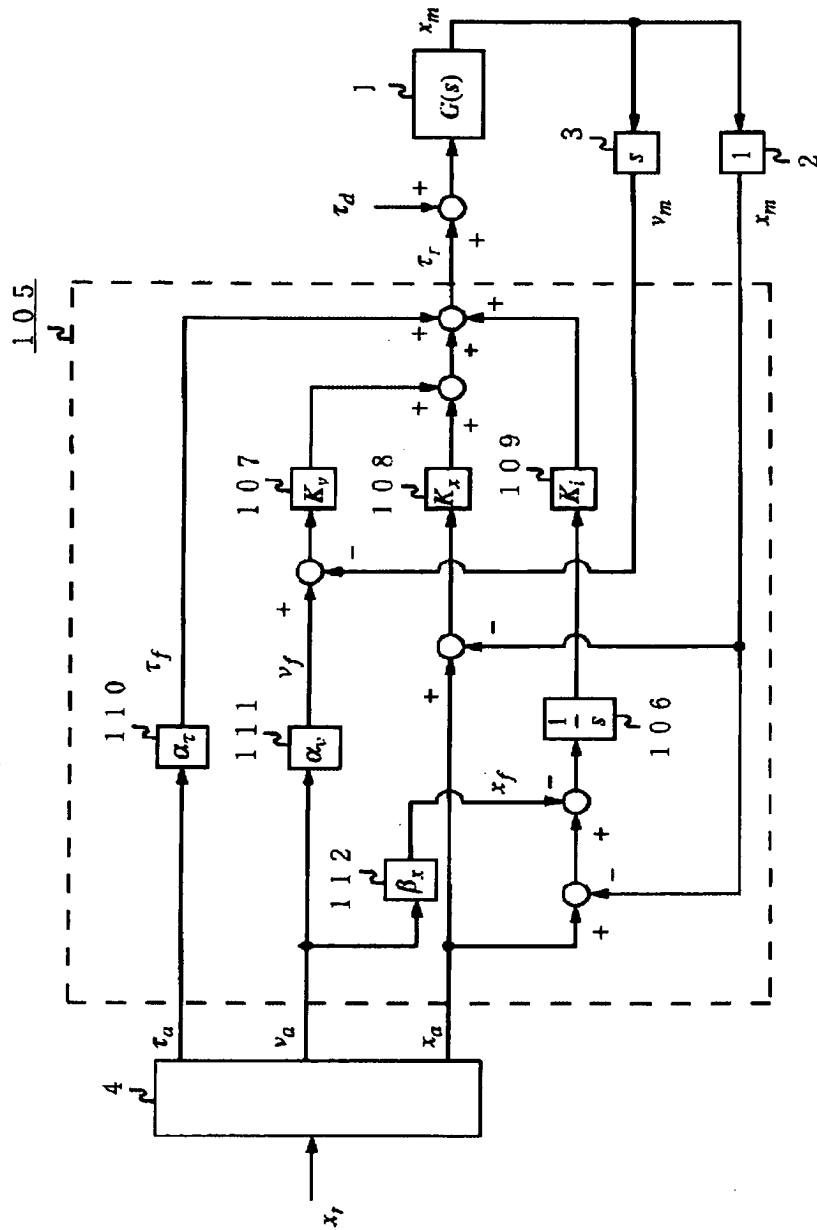 105
4
x_r
τ_a
v_a
x_a
110
α_τ
τ_f
111
α_v
v_f
+
-
112
β_x
x_f
+
-
+
-
+
-
106
1
s
107
K_v
108
K_x
109
K_i
+
+
+
+
+
τ_r
τ_d
+
+
1
G(s)
x_m
3
s
v_m
1
2
x_m